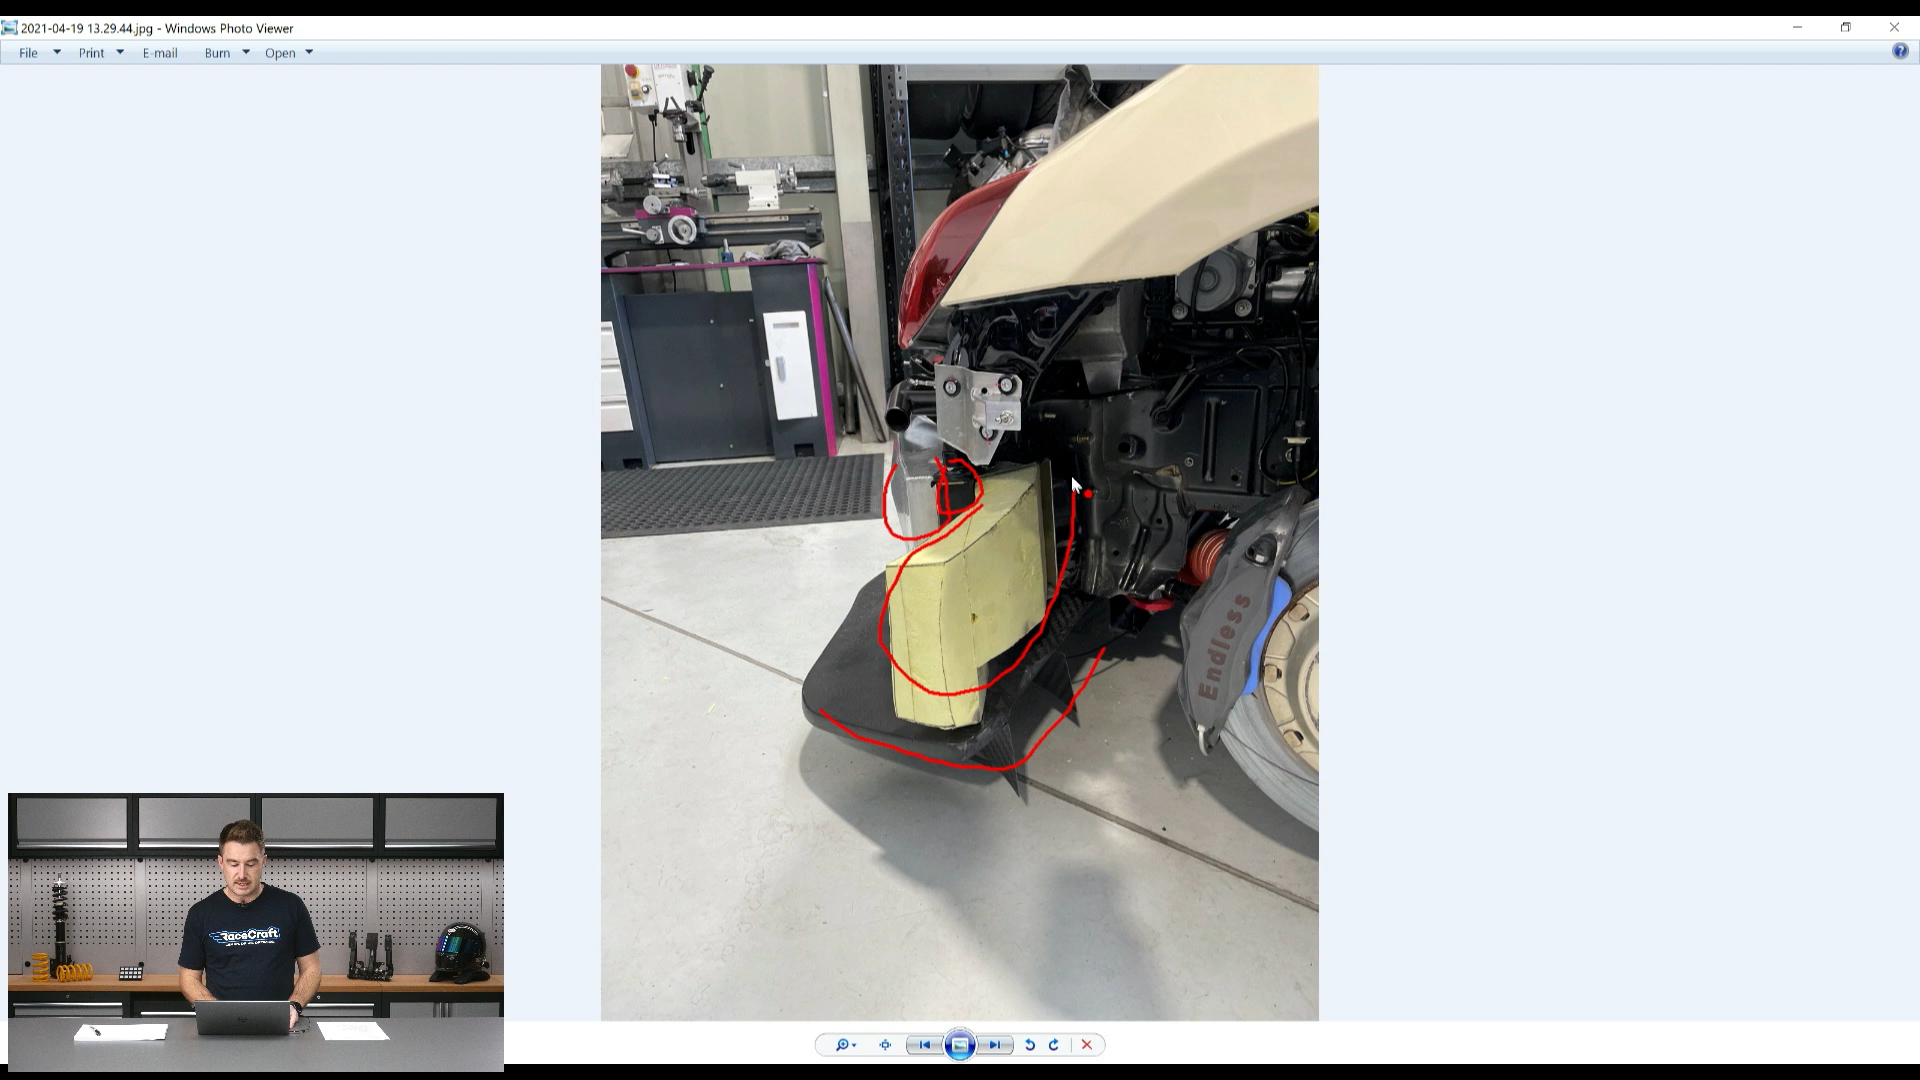 2021-04-19 13.29.44.jpg - Windows Photo Viewer
File Print E-mail Burn Open
Endless
RaceCraft